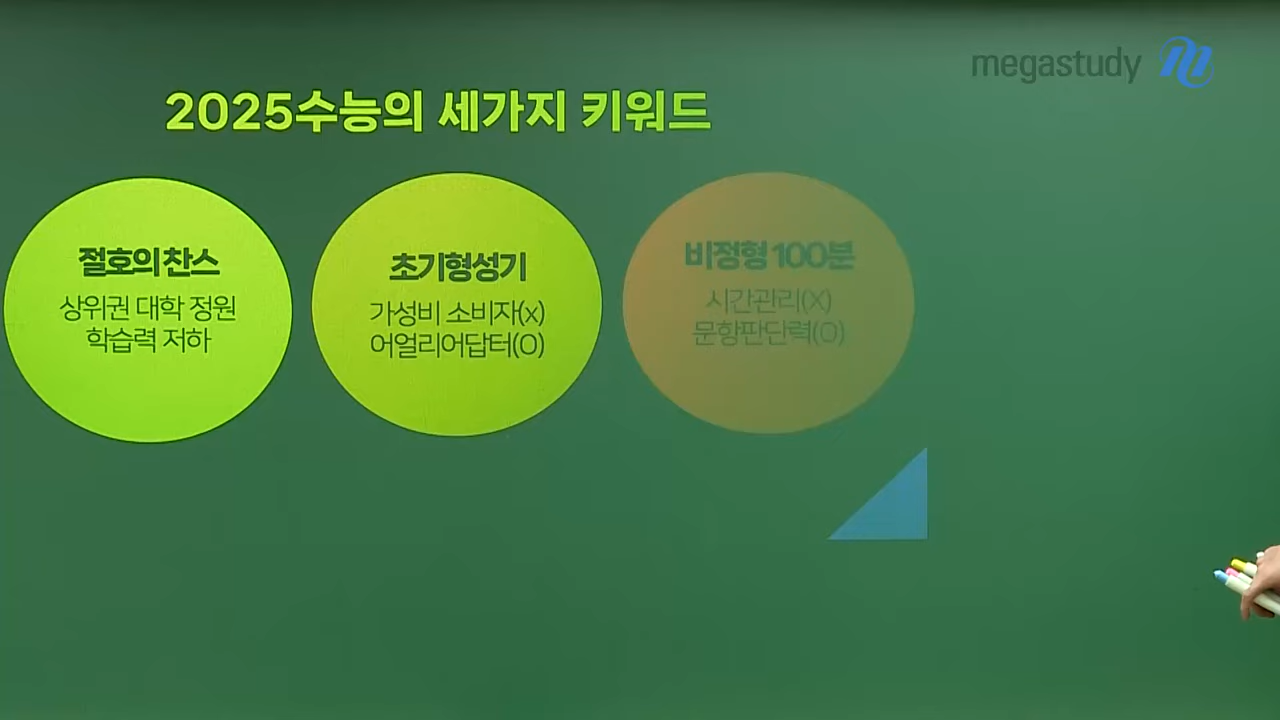 megastudy
2025수능의 세가지 키워드
절호의 찬스
상위권 대학 정원
학습력 저하
초기형성기
가성비 소비자(x)
어얼리어답터(O)
비정형 100분
시간관리(X)
문항판단력(O)